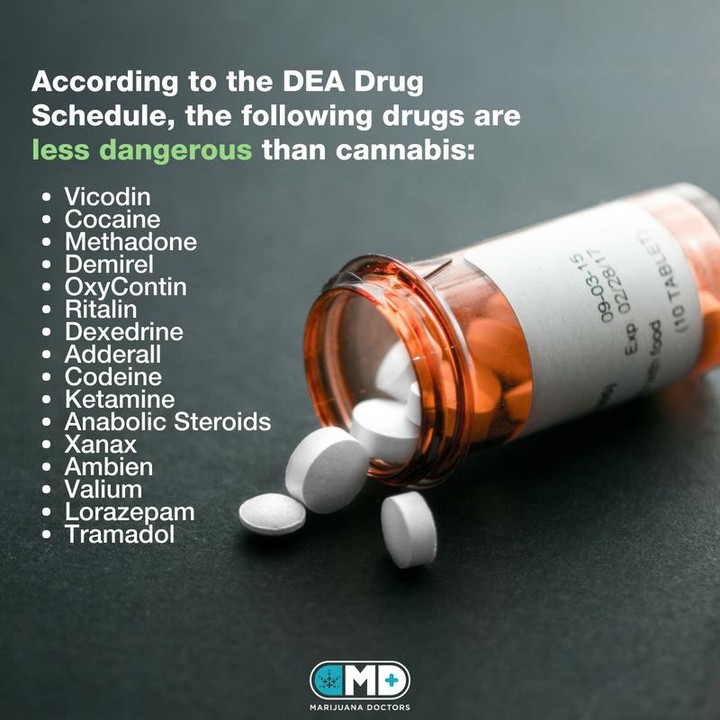 According to the DEA Drug
Schedule, the following drugs are
less dangerous than cannabis:
• Vicodin
• Cocaine
• Methadone
• Demirel
• OxyContin
• Ritalin
• Dexedrine
• Adderall
• Codeine
• Ketamine
• Anabolic Steroids
• Xanax
• Ambien
• Valium
• Lorazepam
• Tramadol
09-03-15
Exp. 02/28/17
(10 TABLET)
food
MD
MARIJUANA DOCTORS